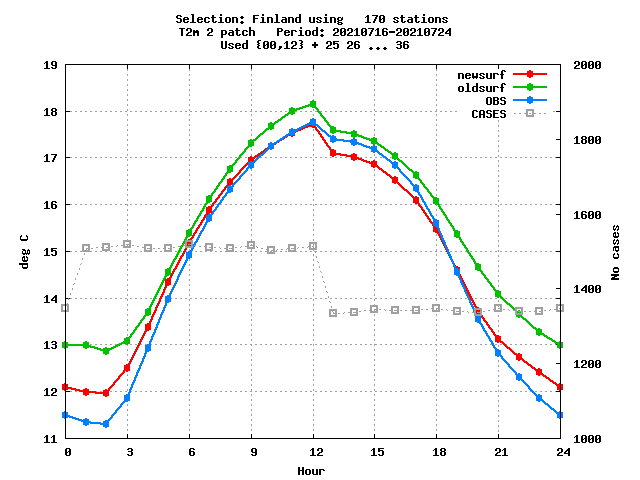 Selection: Finland using   170 stations
T2m 2 patch   Period: 20210716-20210724
Used {00,12} + 25 26 ... 36
newsurf
oldsurf
OBS
CASES
19
18
17
16
15
14
13
12
11
2000
1800
1600
1400
1200
1000
deg C
No cases
0 3 6 9 12 15 18 21 24
Hour